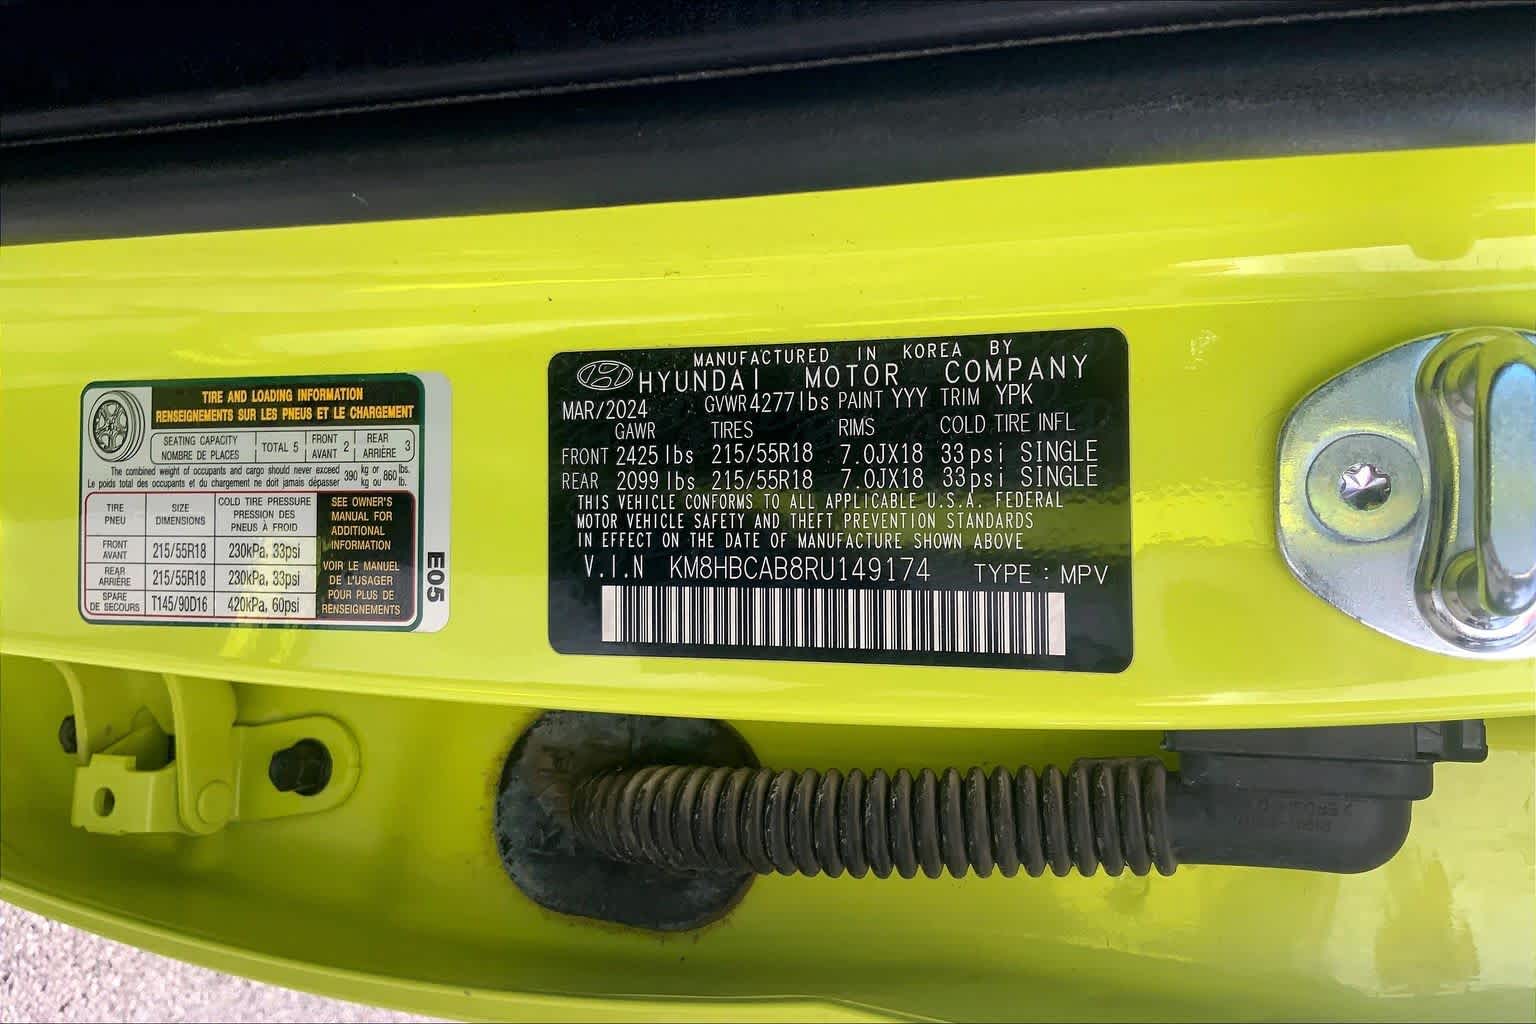 TIRE AND LOADING INFORMATION
RENSEIGNEMENTS SUR LES PNEUS ET LE CHARGEMENT
SEATING CAPACITY
NOMBRE DE PLACES
TOTAL 5
FRONT
AVANT 2
REAR
ARRIÈRE 3
The combined weight of occupants and cargo should never exceed 390 kg or 860 lbs.
Le poids total des occupants et du chargement ne doit jamais dépasser kg ou lb.
TIRE
PNEU
SIZE
DIMENSIONS
COLD TIRE PRESSURE
PRESSION DES
PNEUS À FROID
FRONT
AVANT
215/55R18
230kPa, 33psi
REAR
ARRIÈRE
215/55R18
230kPa, 33psi
SPARE
DE SECOURS
T145/90D16
420kPa, 60psi
SEE OWNER'S
MANUAL FOR
ADDITIONAL
INFORMATION
VOIR LE MANUEL
DE L'USAGER
POUR PLUS DE
RENSEIGNEMENTS
E05
MANUFACTURED IN KOREA BY
HYUNDAI MOTOR COMPANY
MAR/2024 GVWR 4277lbs PAINT YYY TRIM YPK
GAWR TIRES RIMS COLD TIRE INFL
FRONT 2425 lbs 215/55R18 7.0JX18 33psi SINGLE
REAR 2099 lbs 215/55R18 7.0JX18 33psi SINGLE
THIS VEHICLE CONFORMS TO ALL APPLICABLE U.S.A. FEDERAL
MOTOR VEHICLE SAFETY AND THEFT PREVENTION STANDARDS
IN EFFECT ON THE DATE OF MANUFACTURE SHOWN ABOVE
V.I.N KM8HBCAB8RU149174 TYPE : MPV